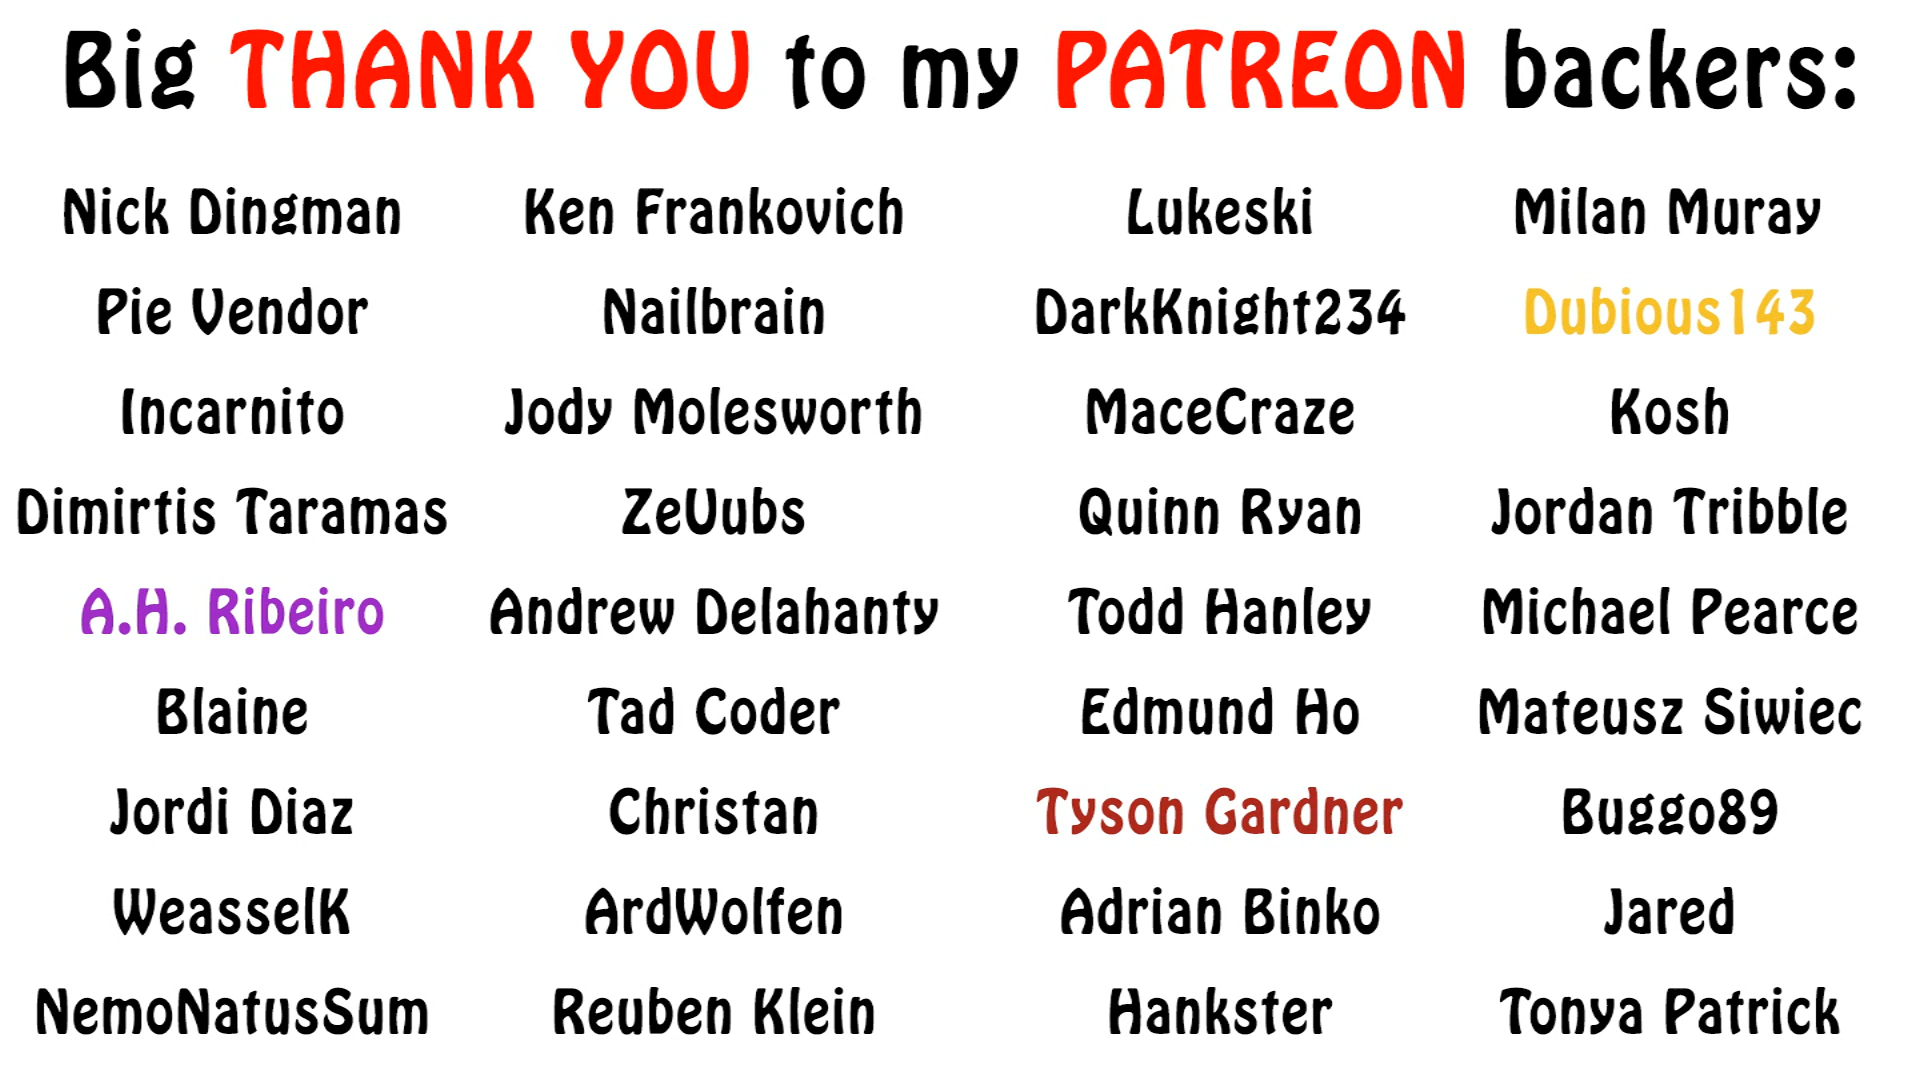 Big THANK YOU to my PATREON backers:
Nick Dingman Ken Frankovich Lukeski Milan Muray
Pie Vendor Nailbrain DarkKnight234 Dubious143
Incarnito Jody Molesworth MaceCraze Kosh
Dimirtis Taramas ZeUubs Quinn Ryan Jordan Tribble
A.H. Ribeiro Andrew Delahanty Todd Hanley Michael Pearce
Blaine Tad Coder Edmund Ho Mateusz Siwiec
Jordi Diaz Christan Tyson Gardner Buggo89
WeasselK ArdWolfen Adrian Binko Jared
NemoNatusSum Reuben Klein Hankster Tonya Patrick